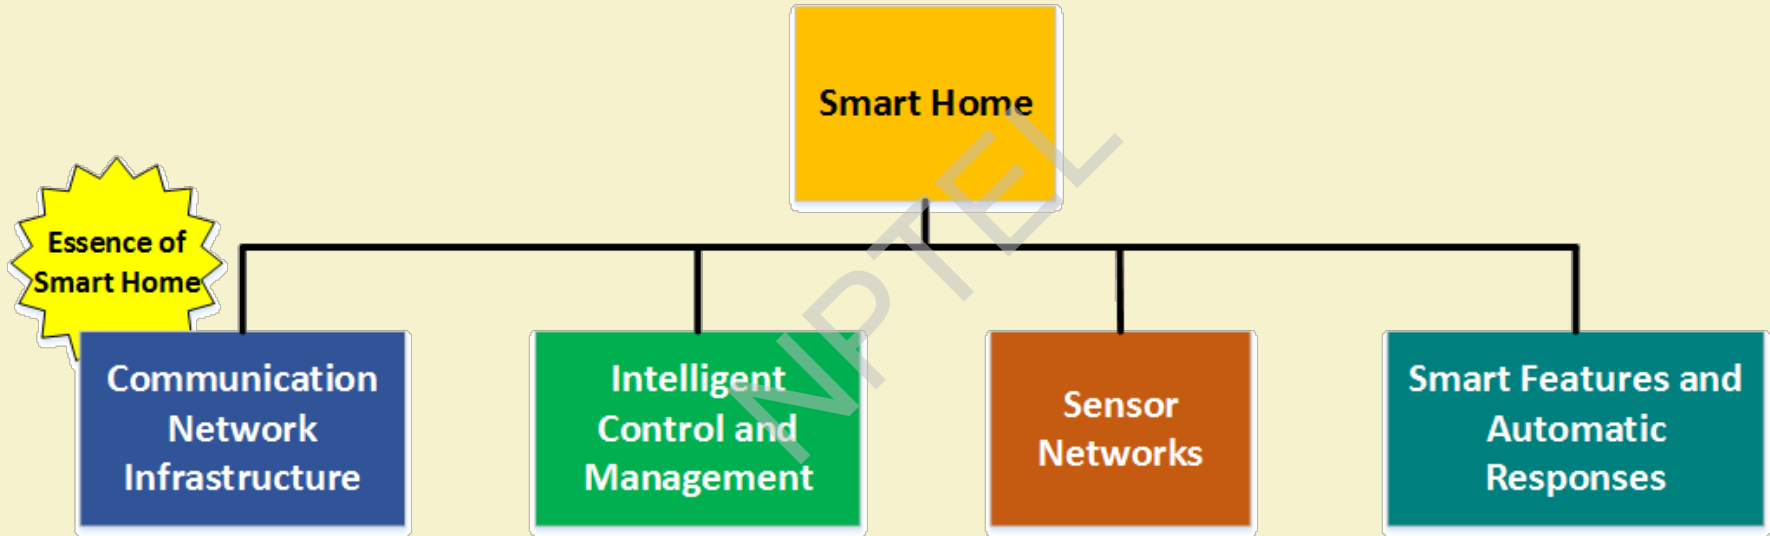 Smart Home
Essence of
Smart Home
Communication
Network
Infrastructure
Intelligent
Control and
Management
Sensor
Networks
Smart Features and
Automatic
Responses
NPTEL